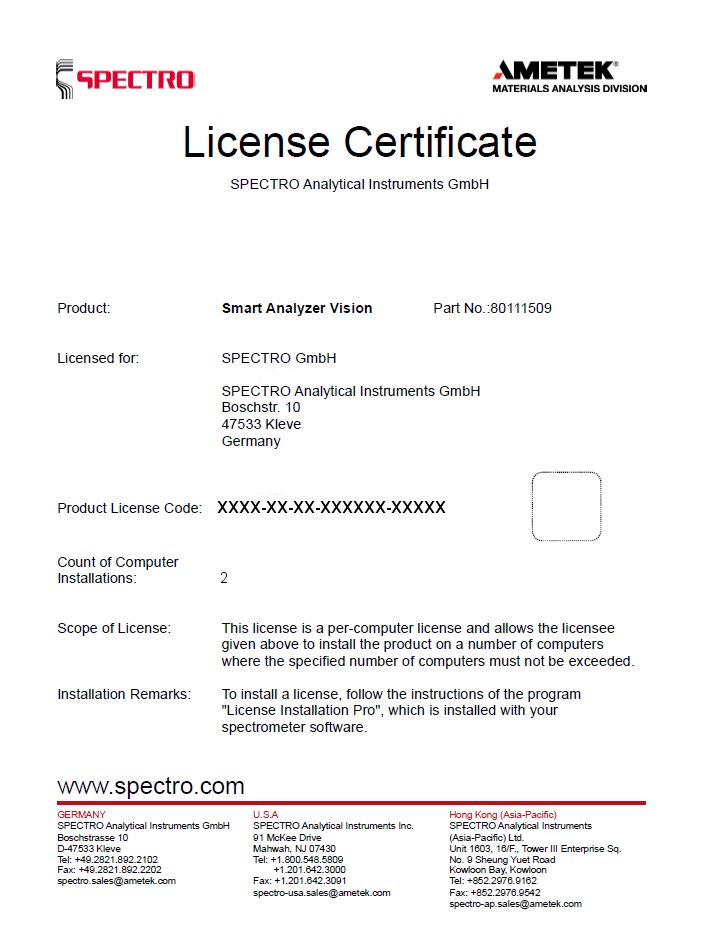 SPECTRO
AMETEK®
MATERIALS ANALYSIS DIVISION
License Certificate
SPECTRO Analytical Instruments GmbH
Product: Smart Analyzer Vision Part No.:80111509
Licensed for: SPECTRO GmbH
SPECTRO Analytical Instruments GmbH
Boschstr. 10
47533 Kleve
Germany
Product License Code: XXXX-XX-XX-XXXXXX-XXXXX
Count of Computer
Installations: 2
Scope of License: This license is a per-computer license and allows the licensee
given above to install the product on a number of computers
where the specified number of computers must not be exceeded.
Installation Remarks: To install a license, follow the instructions of the program
"License Installation Pro", which is installed with your
spectrometer software.
www.spectro.com
GERMANY
SPECTRO Analytical Instruments GmbH
Boschstrasse 10
D-47533 Kleve
Tel: +49.2821.892.2102
Fax: +49.2821.892.2202
spectro.sales@ametek.com
U.S.A
SPECTRO Analytical Instruments Inc.
91 McKee Drive
Mahwah, NJ 07430
Tel: +1.800.548.5809
+1.201.642.3000
Fax: +1.201.642.3091
spectro-usa.sales@ametek.com
Hong Kong (Asia-Pacific)
SPECTRO Analytical Instruments
(Asia-Pacific) Ltd.
Unit 1603, 16/F., Tower III Enterprise Sq.
No. 9 Sheung Yuet Road
Kowloon Bay, Kowloon
Tel: +852.2976.9162
Fax: +852.2976.9542
spectro-ap.sales@ametek.com